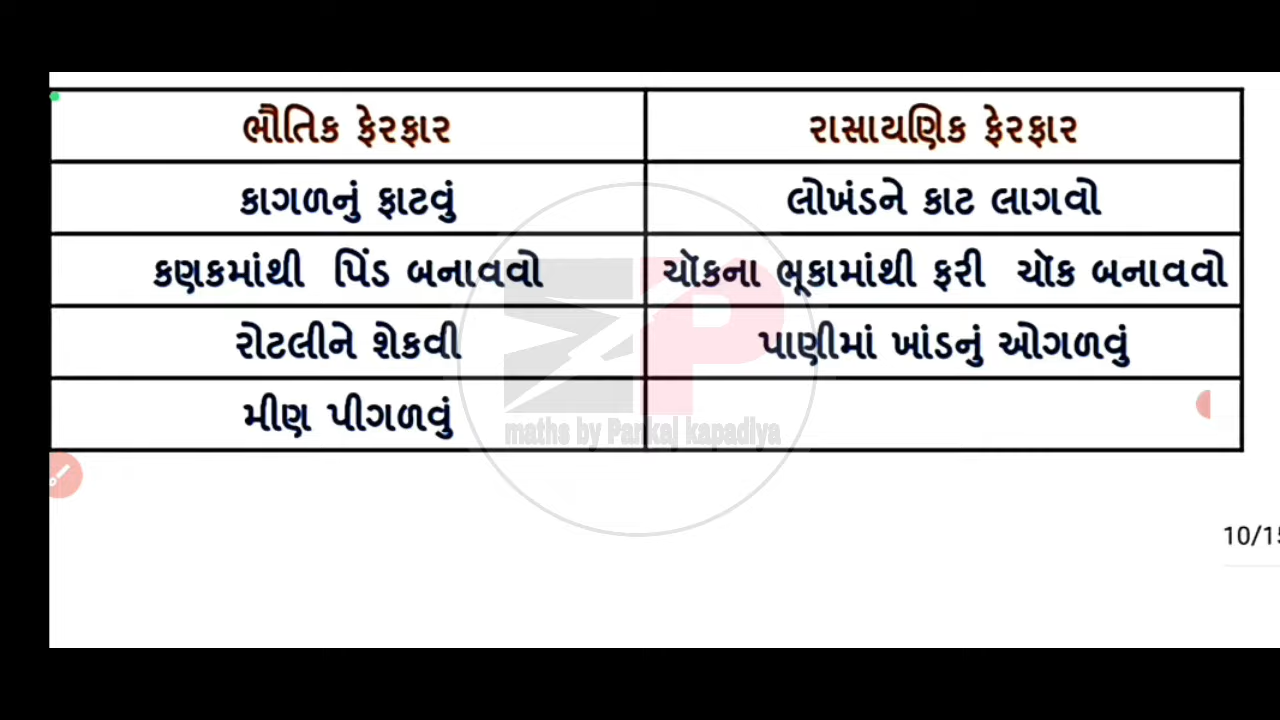 ભૌતિક ફેરફાર રાસાયણિક ફેરફાર
કાગળનું ફાટવું લોખંડને કાટ લાગવો
કણકમાંથી પિંડ બનાવવો ચૉકના ભૂકામાંથી ફરી ચૉક બનાવવો
રોટલીને શેકવી પાણીમાં ખાંડનું ઓગળવું
મીણ પીગળવું
maths by Pankaj kapadiya
10/15